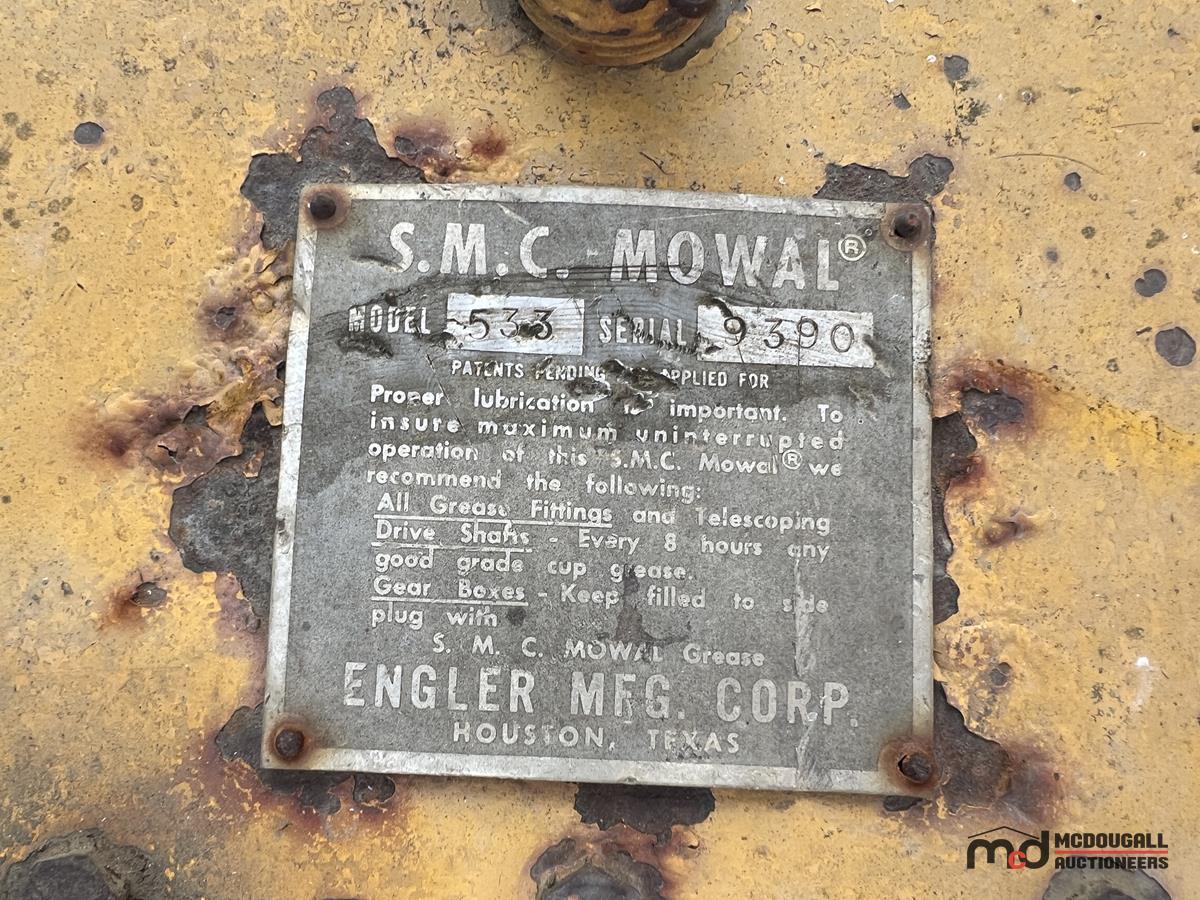 S.M.C. MOWAL®
MODEL 533 SERIAL 9390
PATENTS PENDING APPLIED FOR
Proper lubrication is important. To
insure maximum uninterrupted
operation of this S.M.C. Mowal® we
recommend the following:
All Grease Fittings and Telescoping
Drive Shafts - Every 8 hours any
good grade cup grease.
Gear Boxes - Keep filled to side
plug with
S. M. C. MOWAL Grease
ENGLER MFG. CORP.
HOUSTON, TEXAS
mcd MCDOUGALL
AUCTIONEERS